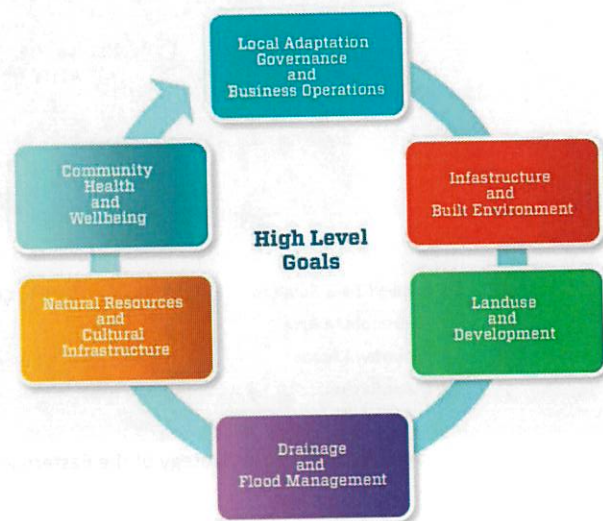 Local Adaptation
Governance
and
Business Operations
Infastructure
and
Built Environment
Landuse
and
Development
Drainage
and
Flood Management
Natural Resources
and
Cultural
Infrastructure
Community
Health
and
Wellbeing
High Level
Goals